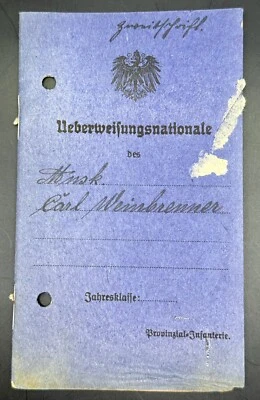 Zweitschrift.
Ueberweisungsnationale
des
Musk.
Carl Weinbrenner
Jahresklasse:
Provinzial-Infanterie.